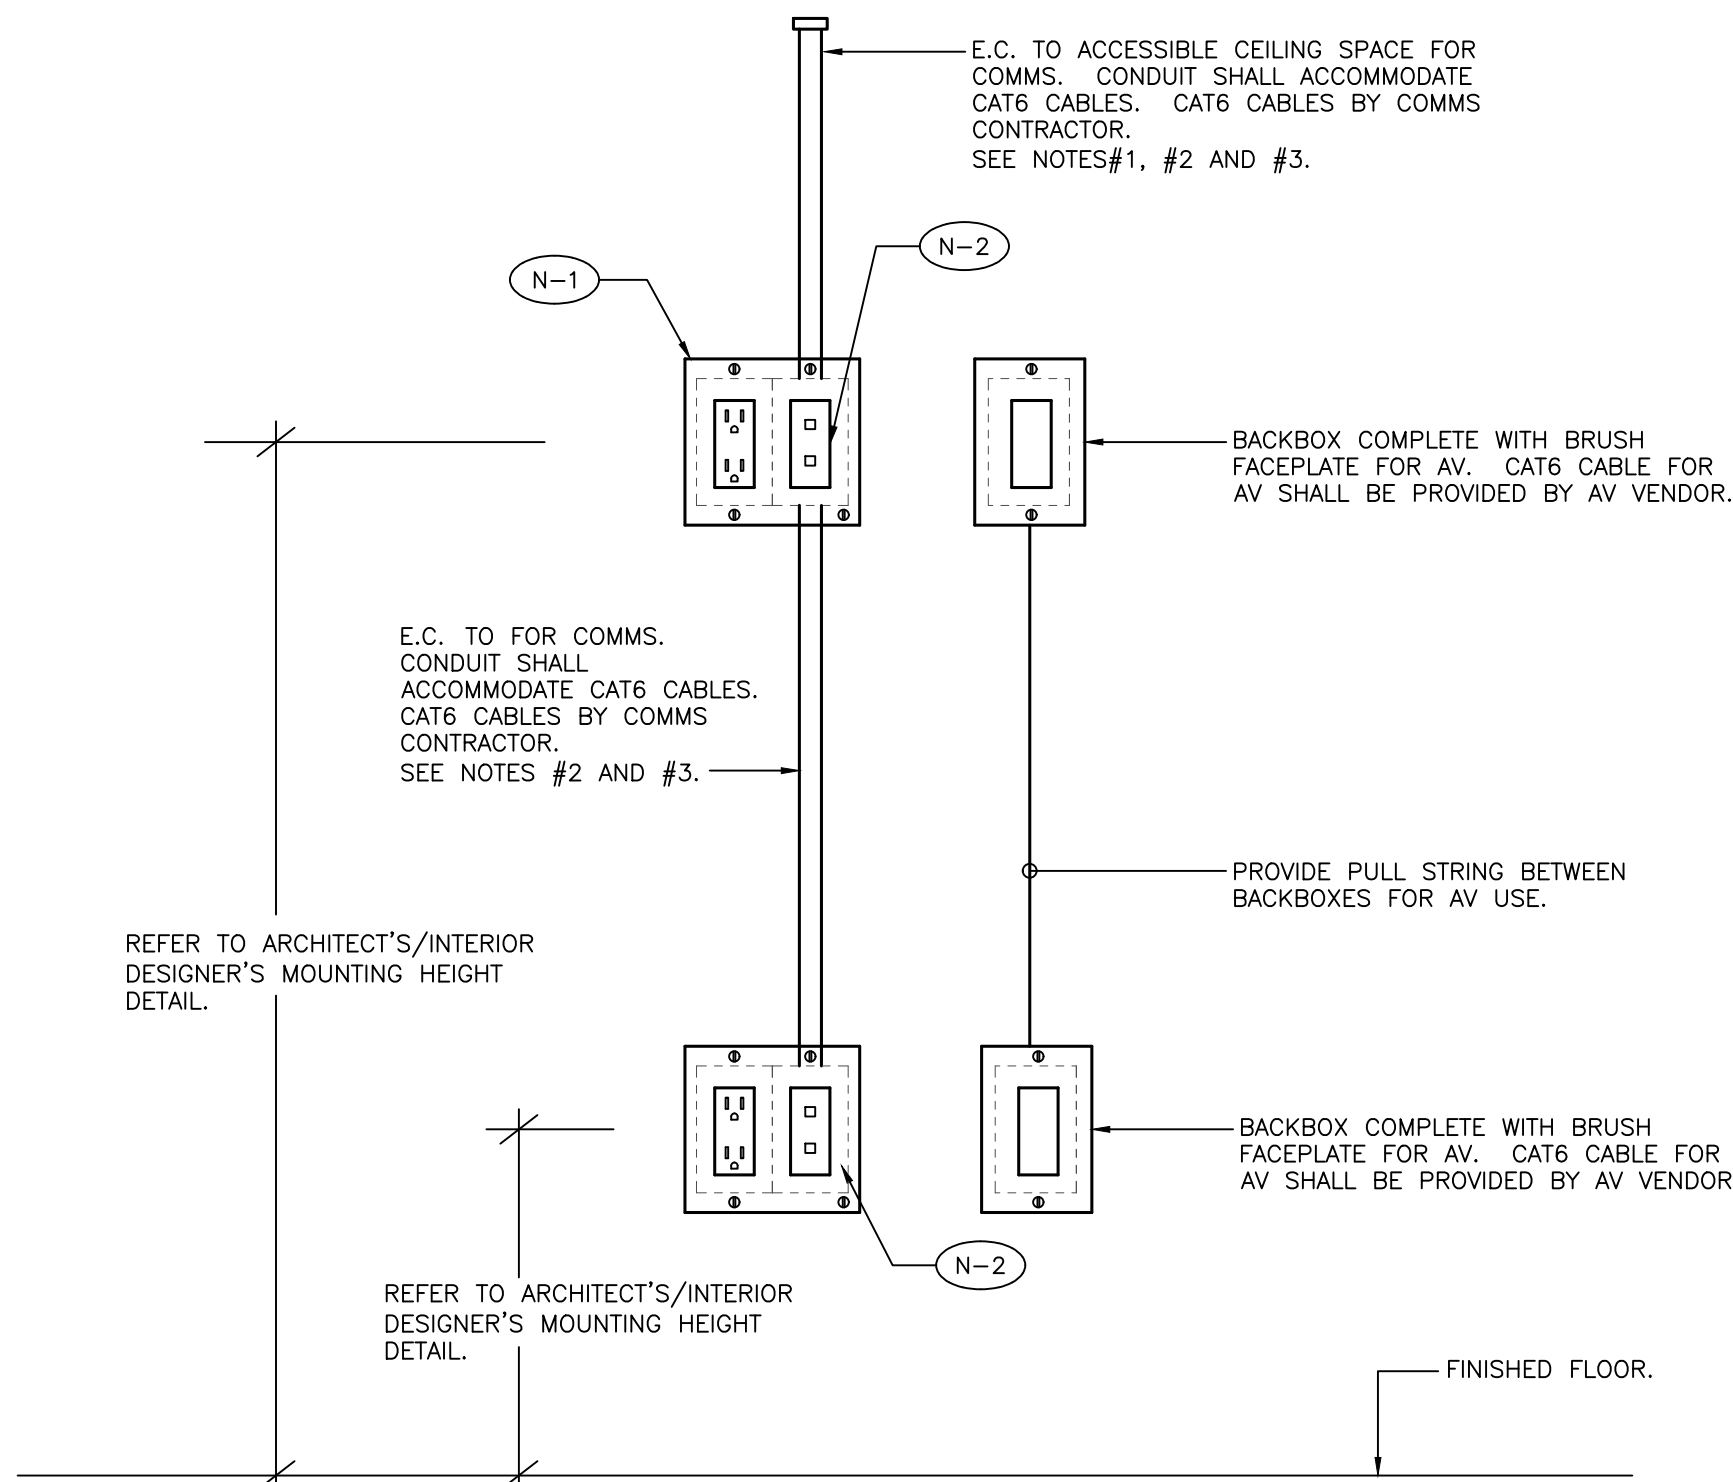 E.C. TO ACCESSIBLE CEILING SPACE FOR
COMMS. CONDUIT SHALL ACCOMMODATE
CAT6 CABLES. CAT6 CABLES BY COMMS
CONTRACTOR.
SEE NOTES#1, #2 AND #3.
N-2
N-1
BACKBOX COMPLETE WITH BRUSH
FACEPLATE FOR AV. CAT6 CABLE FOR
AV SHALL BE PROVIDED BY AV VENDOR.
E.C. TO FOR COMMS.
CONDUIT SHALL
ACCOMMODATE CAT6 CABLES.
CAT6 CABLES BY COMMS
CONTRACTOR.
SEE NOTES #2 AND #3.
PROVIDE PULL STRING BETWEEN
BACKBOXES FOR AV USE.
REFER TO ARCHITECT'S/INTERIOR
DESIGNER'S MOUNTING HEIGHT
DETAIL.
BACKBOX COMPLETE WITH BRUSH
FACEPLATE FOR AV. CAT6 CABLE FOR
AV SHALL BE PROVIDED BY AV VENDOR
N-2
REFER TO ARCHITECT'S/INTERIOR
DESIGNER'S MOUNTING HEIGHT
DETAIL.
FINISHED FLOOR.